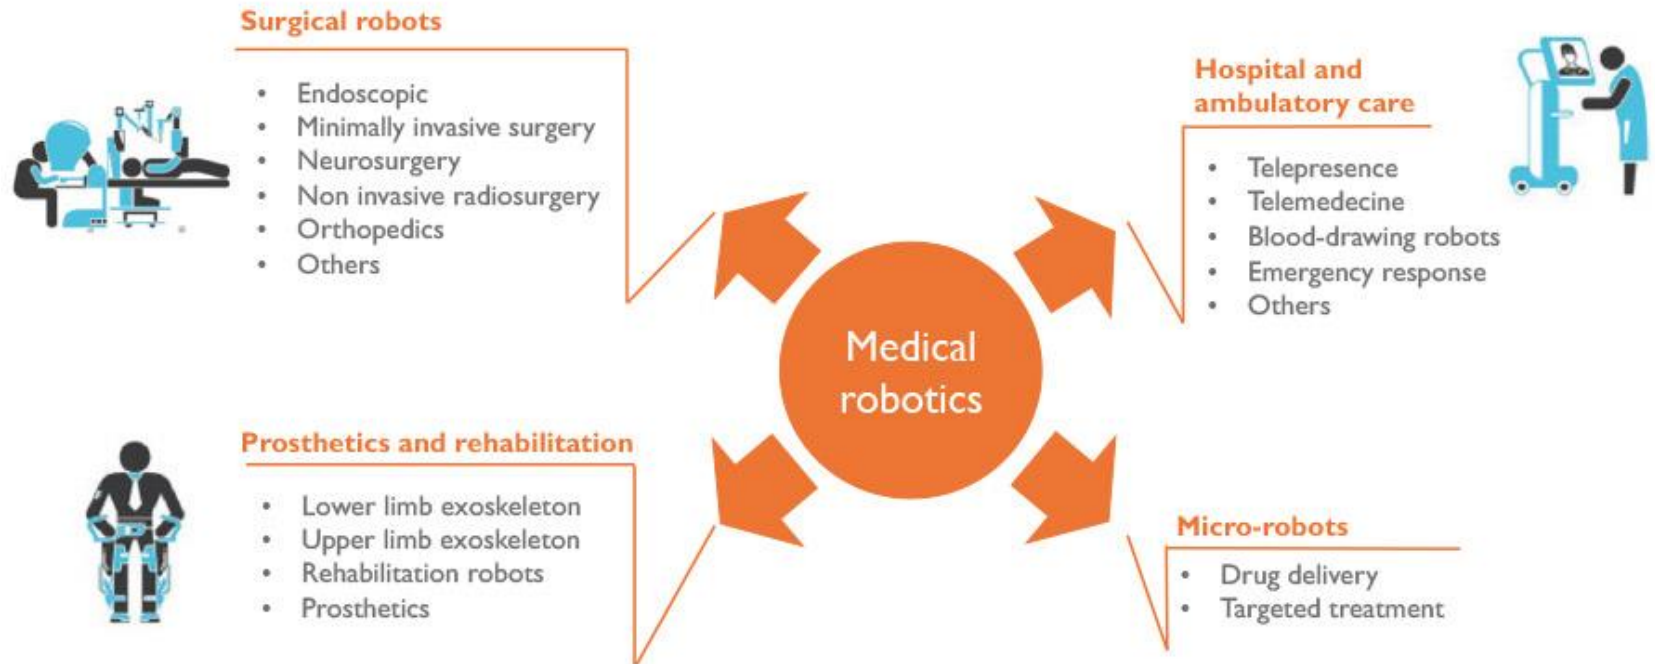 Surgical robots
• Endoscopic
• Minimally invasive surgery
• Neurosurgery
• Non invasive radiosurgery
• Orthopedics
• Others
Hospital and
ambulatory care
• Telepresence
• Telemedecine
• Blood-drawing robots
• Emergency response
• Others
Medical
robotics
Prosthetics and rehabilitation
• Lower limb exoskeleton
• Upper limb exoskeleton
• Rehabilitation robots
• Prosthetics
Micro-robots
• Drug delivery
• Targeted treatment